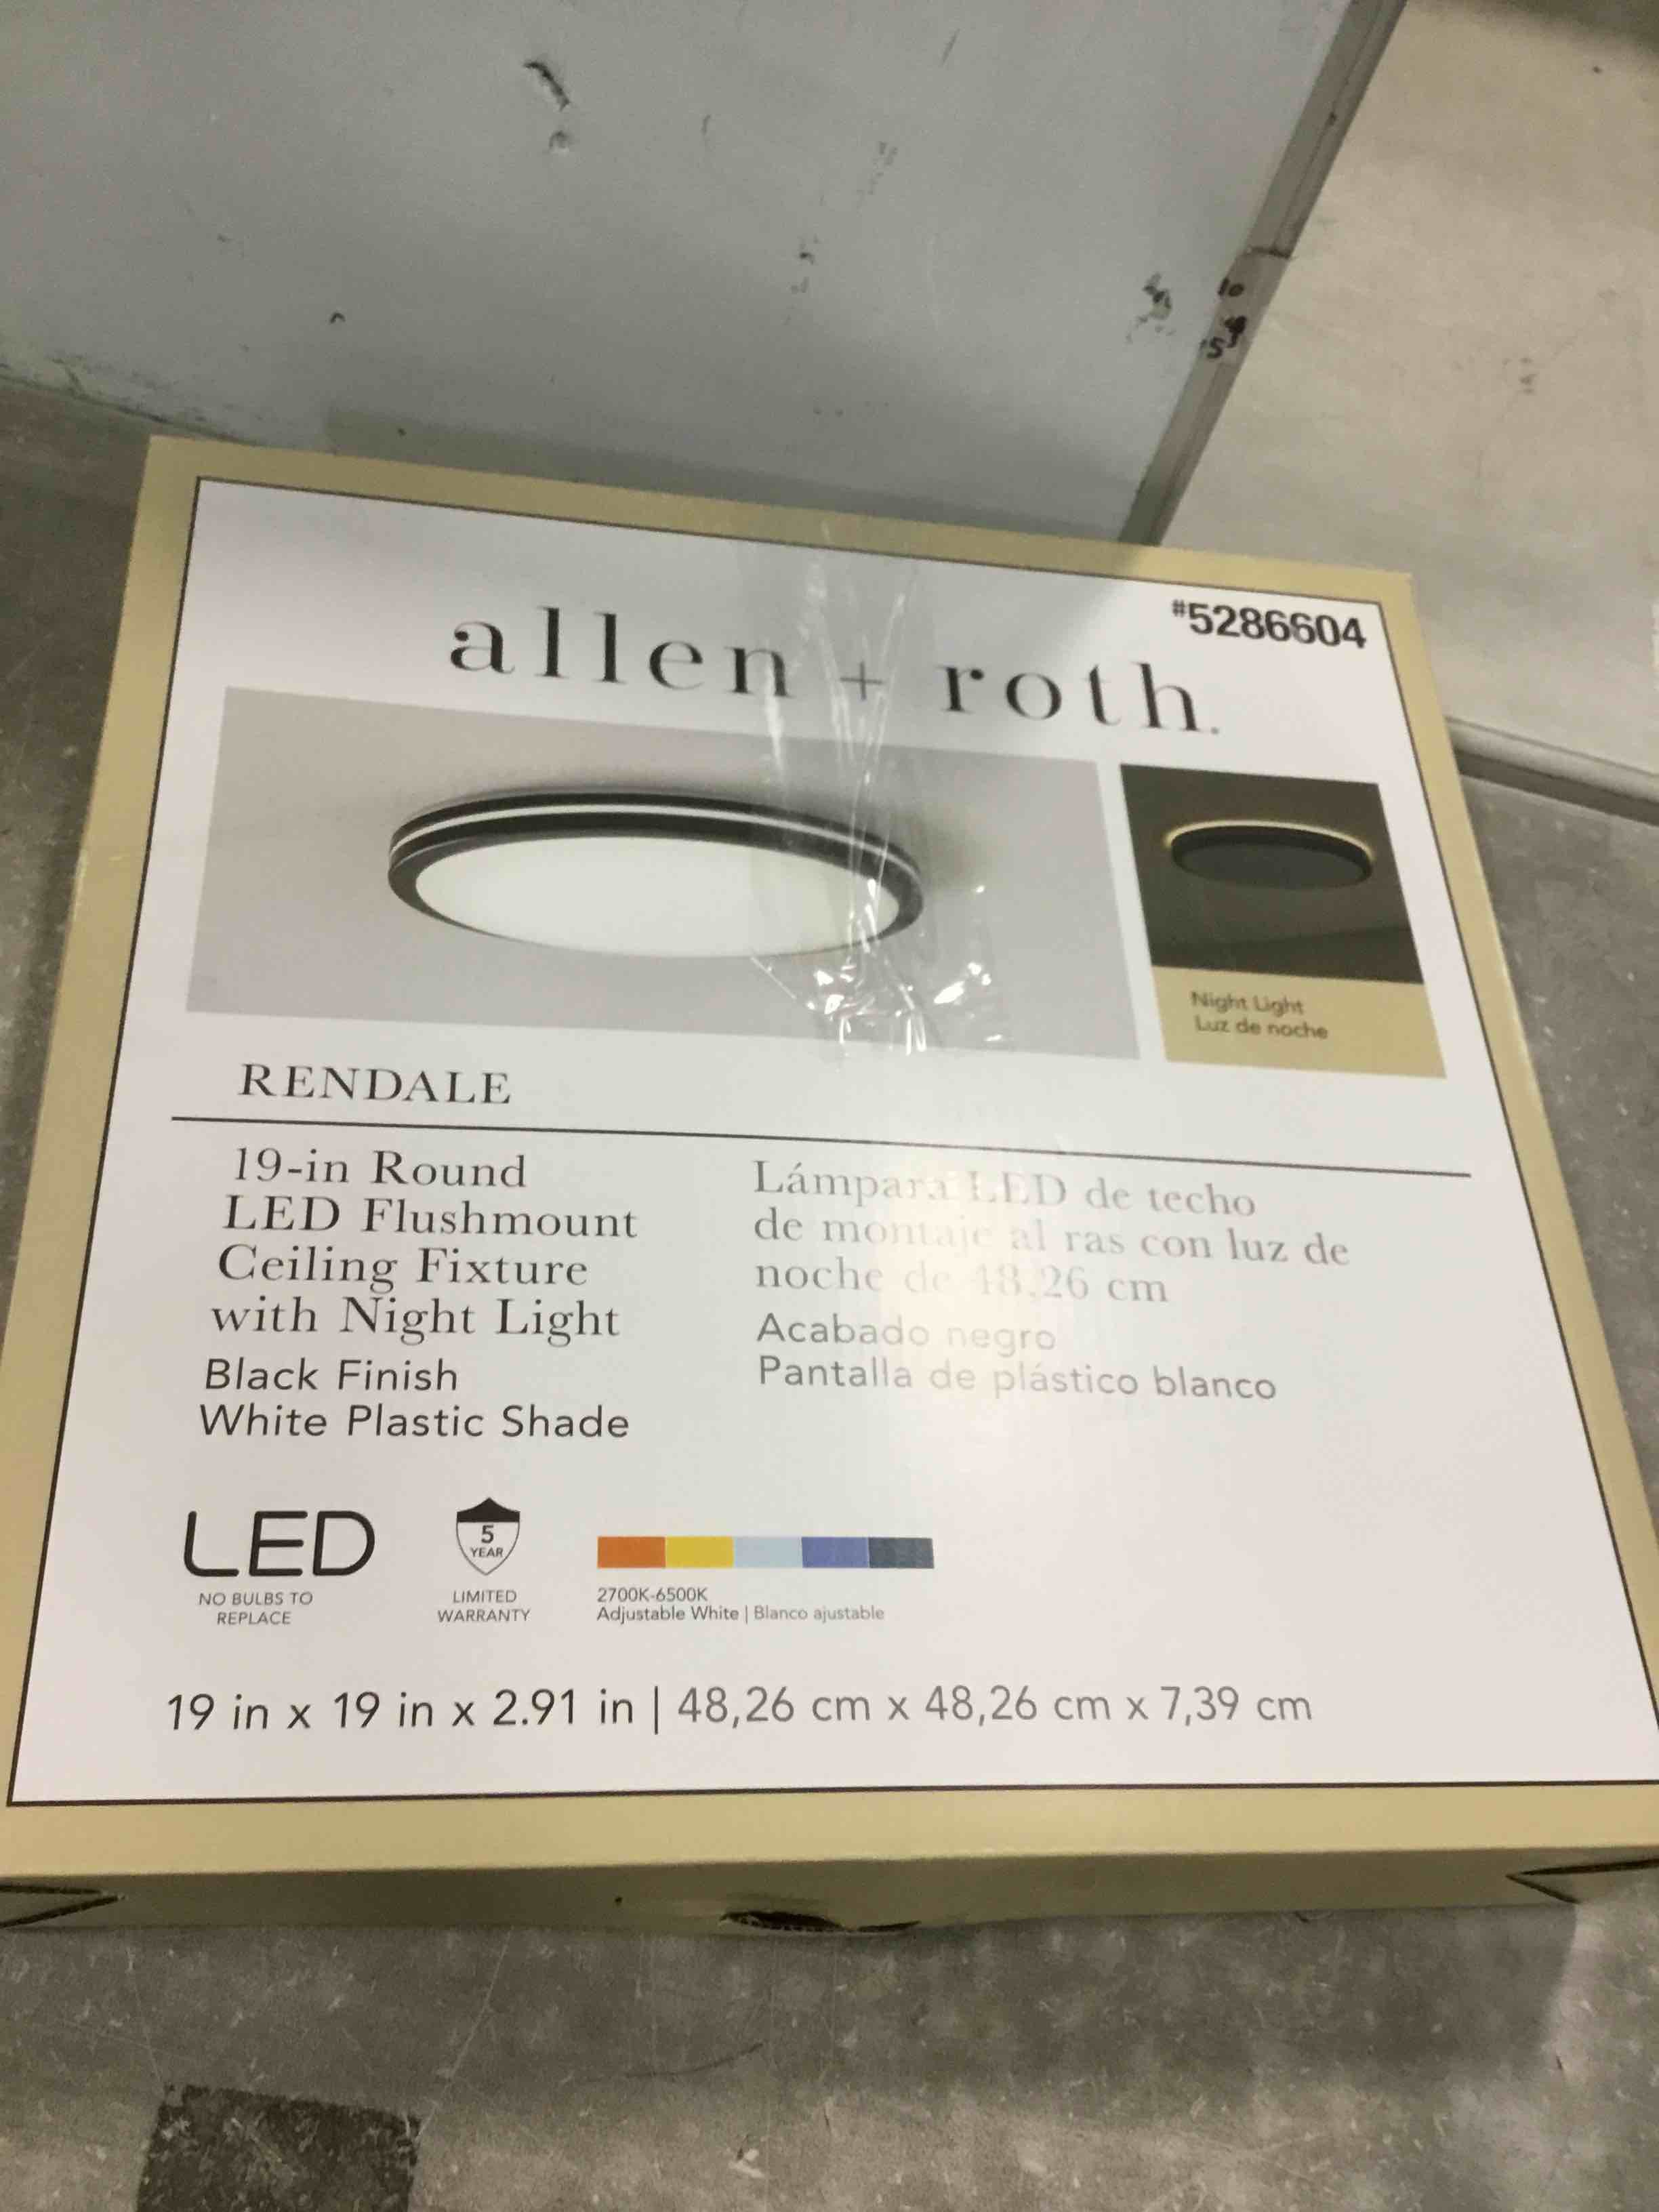 #5286604
allen + roth.
Night Light
Luz de noche
RENDALE
19-in Round
LED Flushmount
Ceiling Fixture
with Night Light
Black Finish
White Plastic Shade
Lámpara LED de techo
de montaje al ras con luz de
noche de 48,26 cm
Acabado negro
Pantalla de plástico blanco
LED
NO BULBS TO
REPLACE
5
YEAR
LIMITED
WARRANTY
2700K-6500K
Adjustable White | Blanco ajustable
19 in x 19 in x 2.91 in | 48,26 cm x 48,26 cm x 7,39 cm